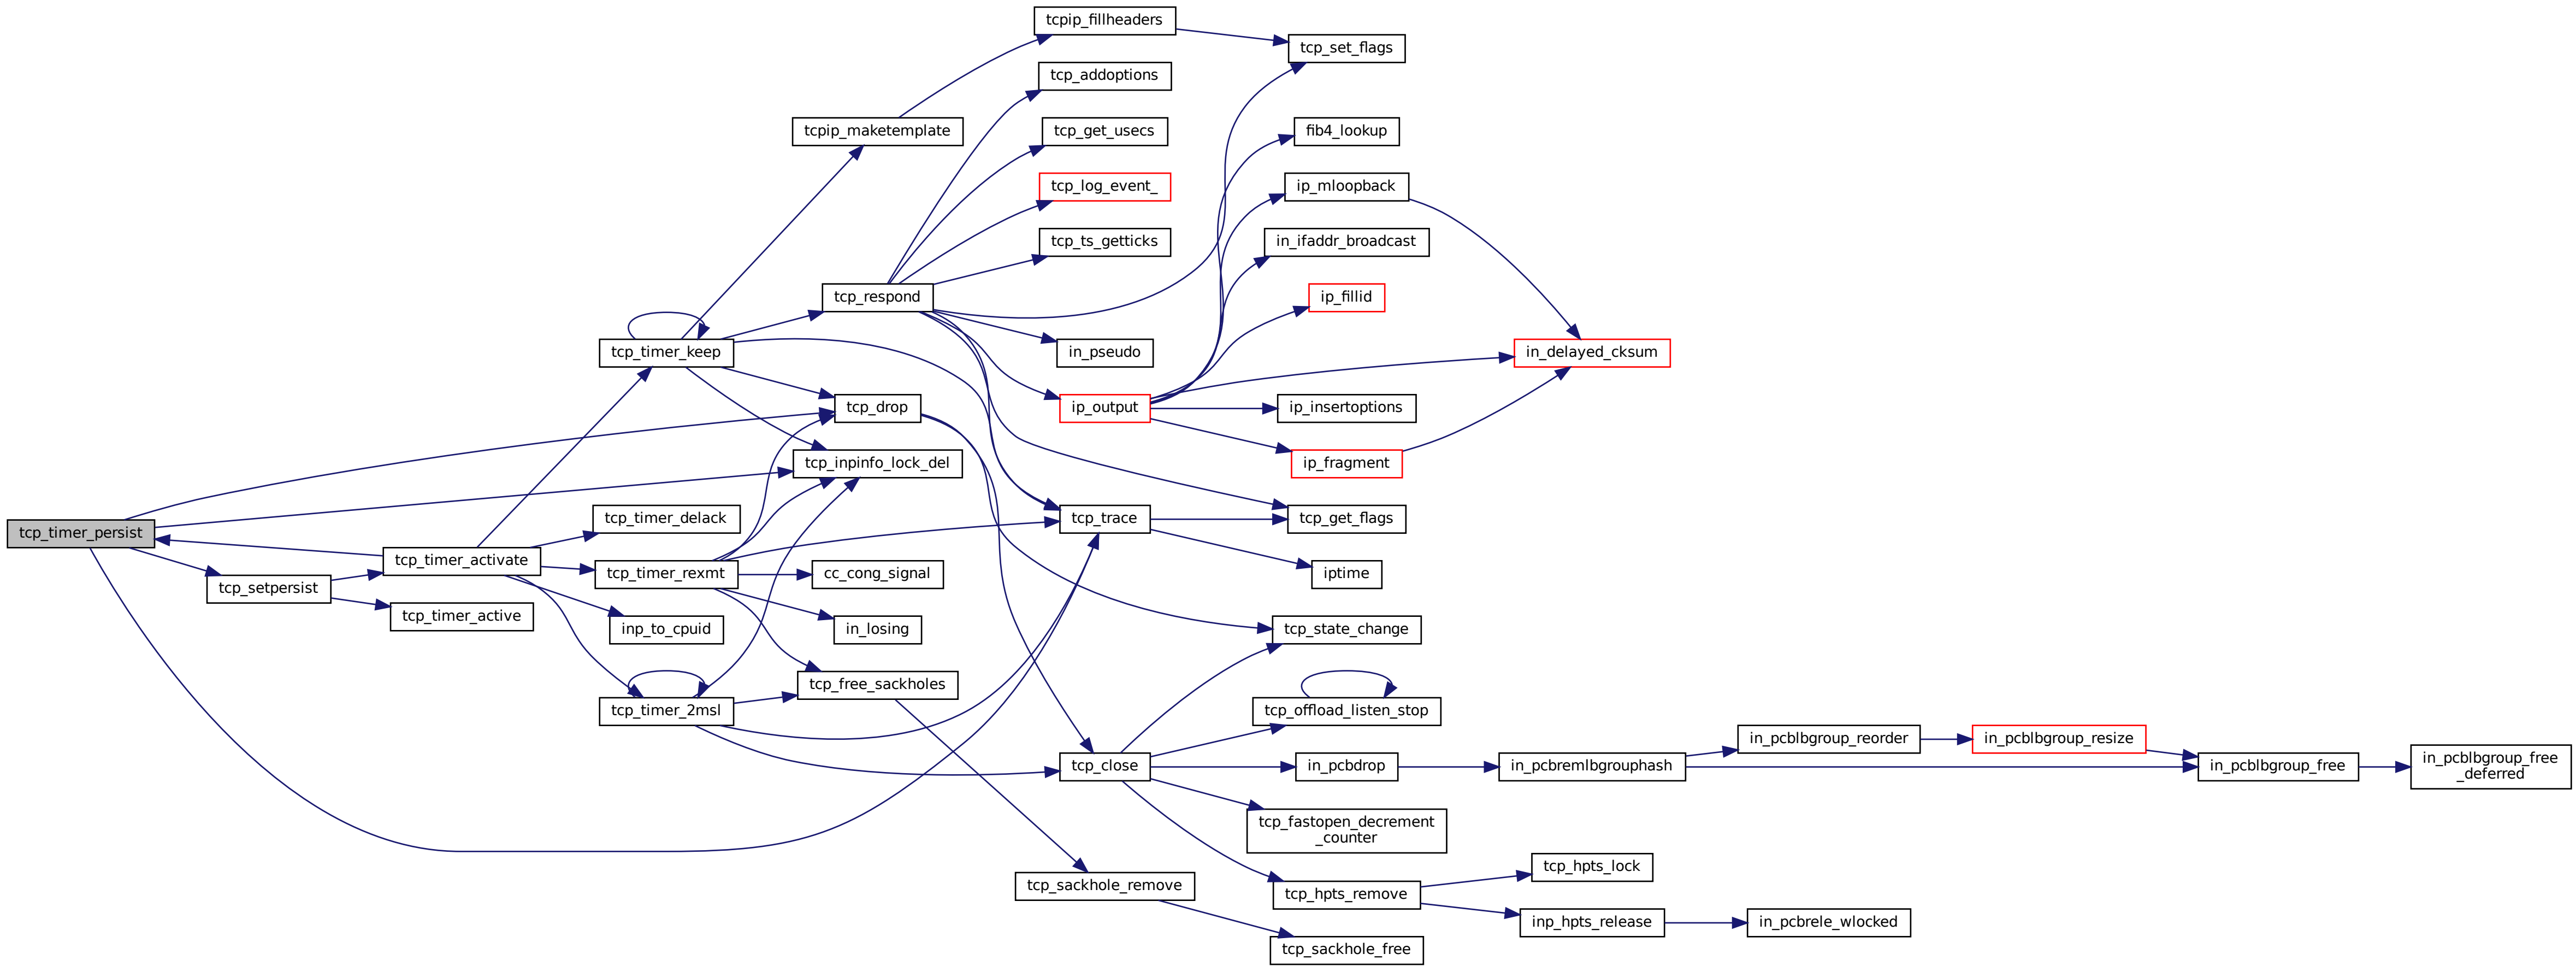 tcpip_fillheaders
tcp_set_flags
tcp_addoptions
tcpip_maketemplate
tcp_get_usecs
fib4_lookup
tcp_log_event_
ip_mloopback
tcp_ts_getticks
in_ifaddr_broadcast
tcp_respond
ip_fillid
tcp_timer_keep
in_pseudo
in_delayed_cksum
tcp_drop
ip_output
ip_insertoptions
tcp_inpinfo_lock_del
ip_fragment
tcp_timer_persist
tcp_timer_delack
tcp_trace
tcp_get_flags
tcp_timer_activate
tcp_timer_rexmt
cc_cong_signal
iptime
tcp_setpersist
tcp_timer_active
inp_to_cpuid
in_losing
tcp_state_change
tcp_free_sackholes
tcp_timer_2msl
tcp_offload_listen_stop
tcp_close
in_pcbdrop
in_pcbremlbgrouphash
in_pcblbgroup_reorder
in_pcblbgroup_resize
in_pcblbgroup_free
in_pcblbgroup_free
_deferred
tcp_fastopen_decrement
_counter
tcp_sackhole_remove
tcp_hpts_remove
tcp_hpts_lock
inp_hpts_release
in_pcbrele_wlocked
tcp_sackhole_free